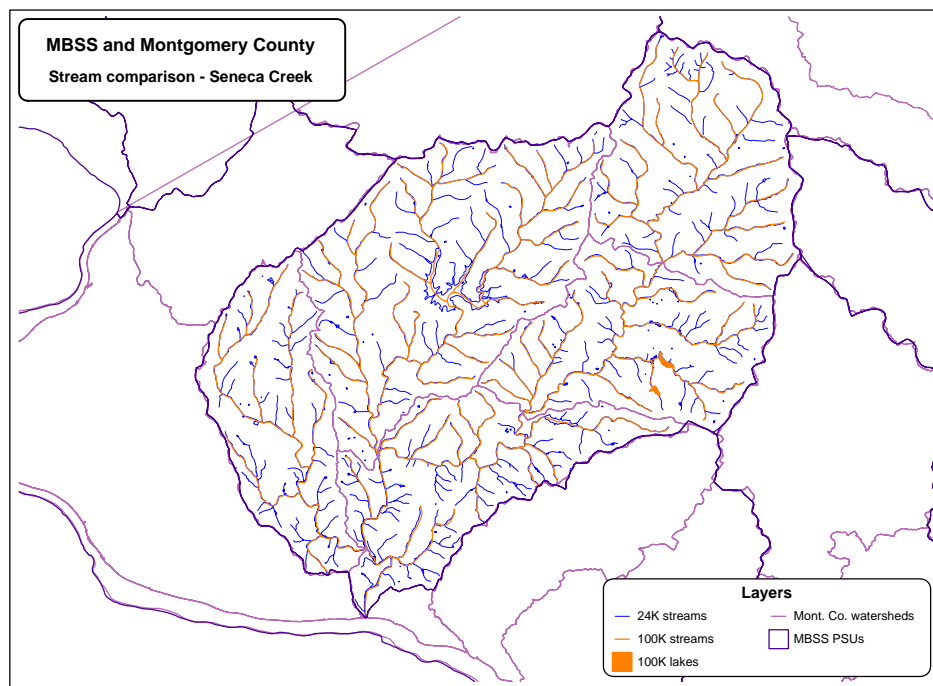 MBSS and Montgomery County
Stream comparison - Seneca Creek
Layers
24K streams
Mont. Co. watersheds
100K streams
MBSS PSUs
100K lakes